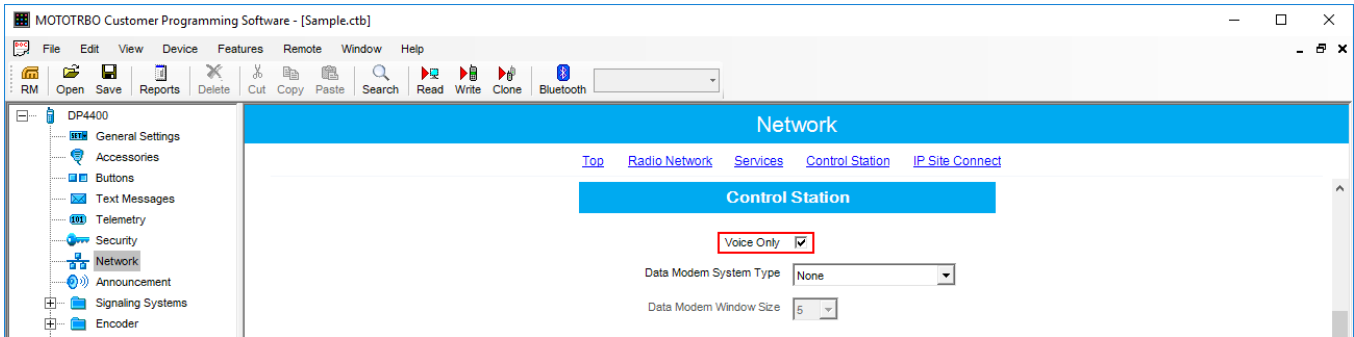 MOTOTRBO Customer Programming Software - [Sample.ctb]
DOC File Edit View Device Features Remote Window Help
RM Open Save Reports Delete Cut Copy Paste Search Read Write Clone Bluetooth
DP4400
SET General Settings
Accessories
Buttons
Text Messages
101 Telemetry
Security
Network
Announcement
Signaling Systems
Encoder
Network
Top Radio Network Services Control Station IP Site Connect
Control Station
Voice Only
Data Modem System Type None
Data Modem Window Size 5